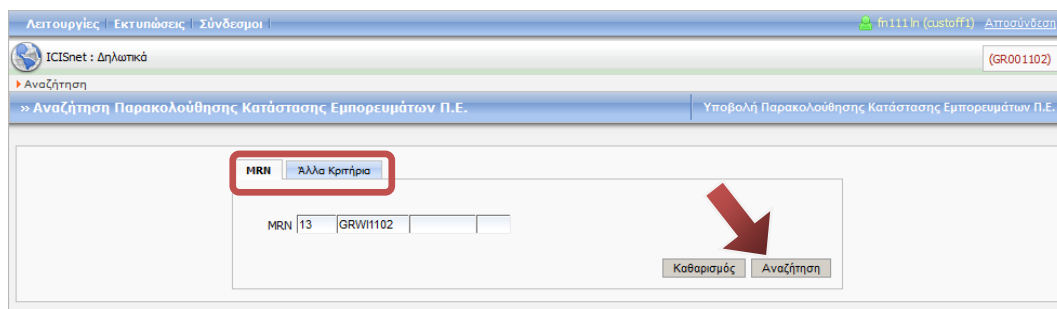 Λειτουργίες | Εκτυπώσεις | Σύνδεσμοι | fn111 ln (custoff1) Αποσύνδεση
ICISnet : Δηλωτικά (GR001102)
Αναζήτηση
» Αναζήτηση Παρακολούθησης Κατάστασης Εμπορευμάτων Π.Ε. Υποβολή Παρακολούθησης Κατάστασης Εμπορευμάτων Π.Ε.
MRN Άλλα Κριτήρια
MRN 13 GRWI1102
Καθαρισμός Αναζήτηση